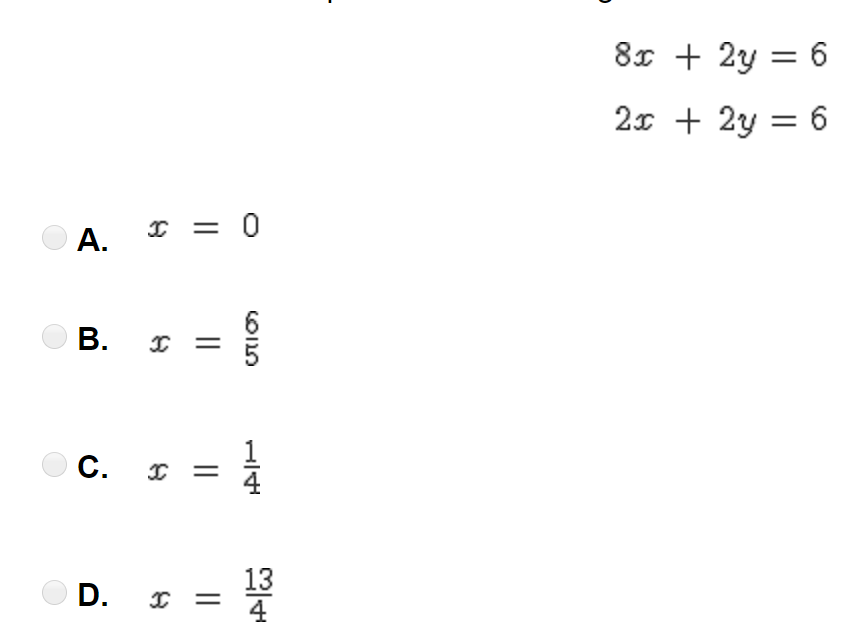 8x + 2y = 6
2x + 2y = 6
A. x = 0
B. x = 6/5
C. x = 1/4
D. x = 13/4